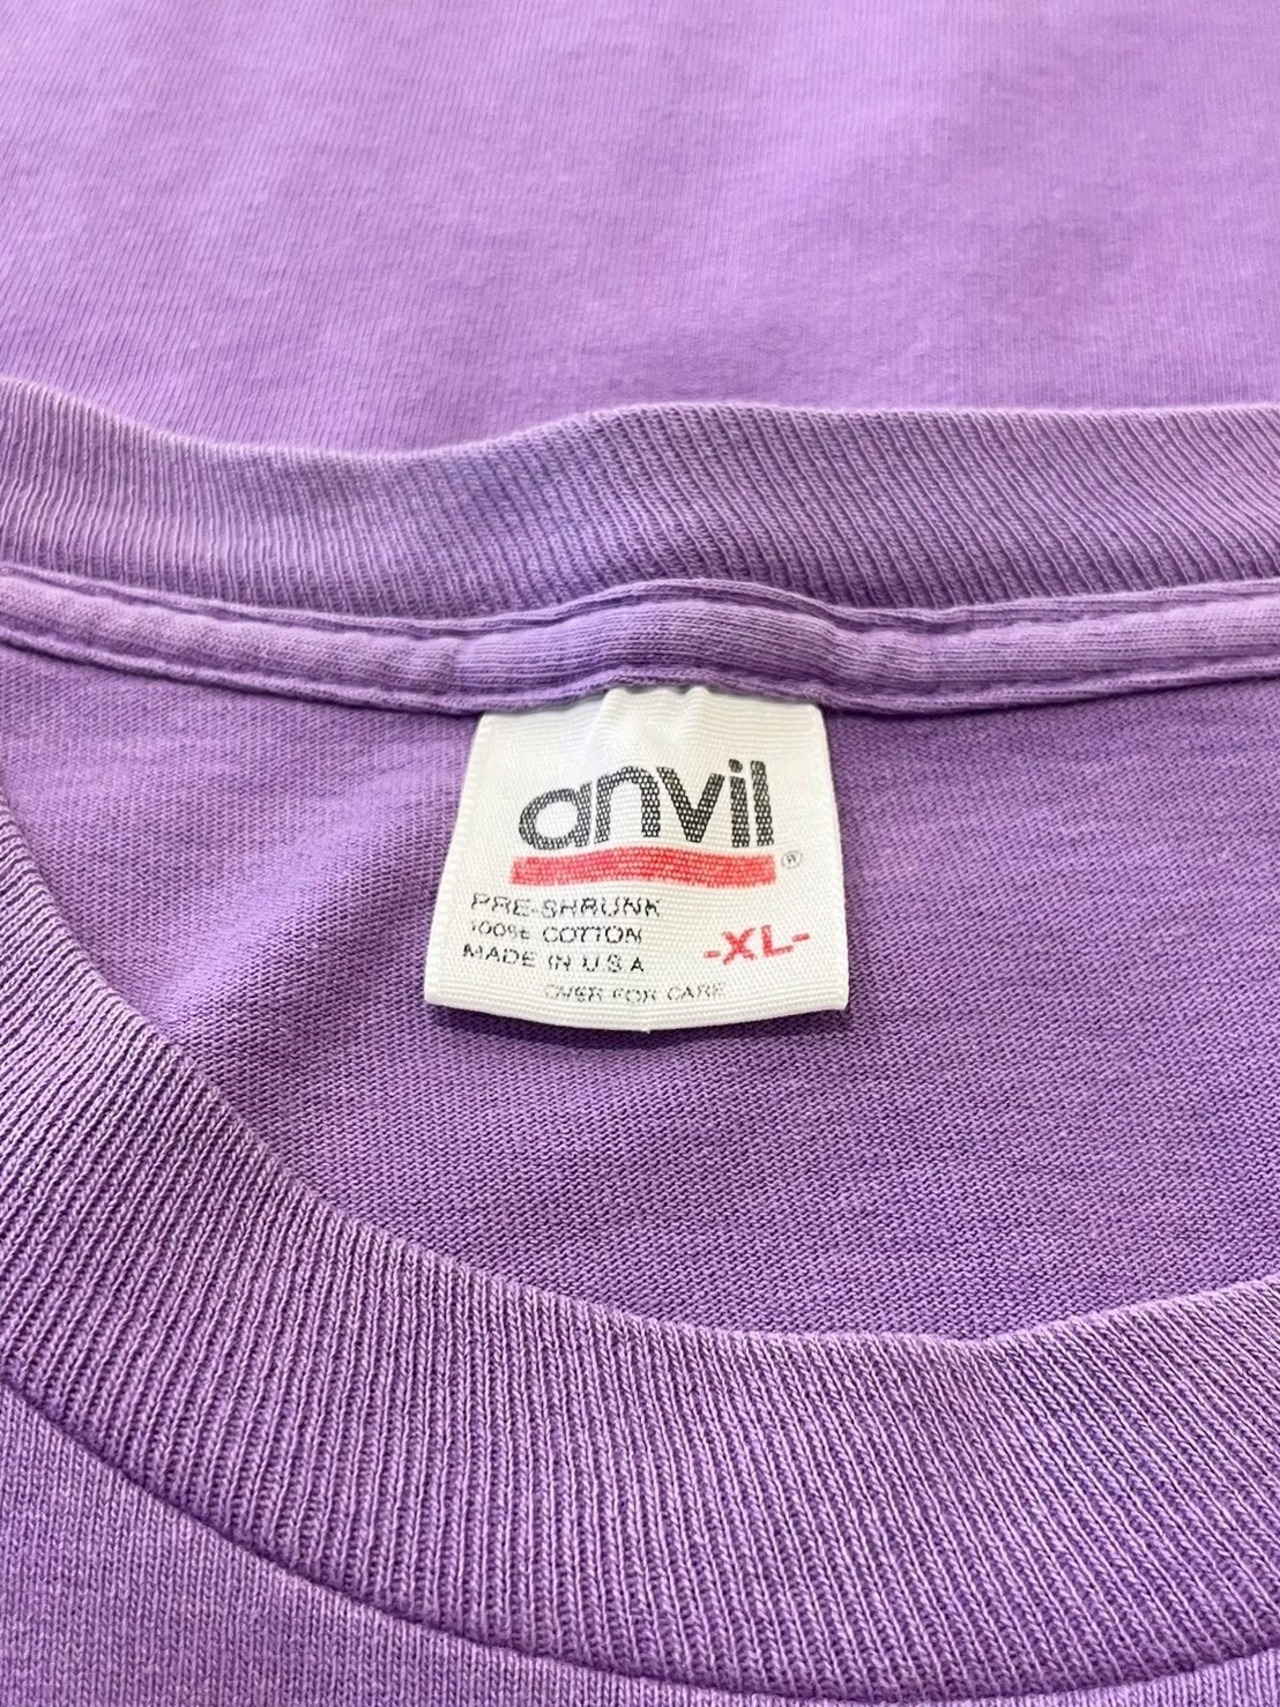 anvil®
PRE-SHRUNK
100% COTTON
MADE IN U.S.A
-XL-
OVER FOR CARE